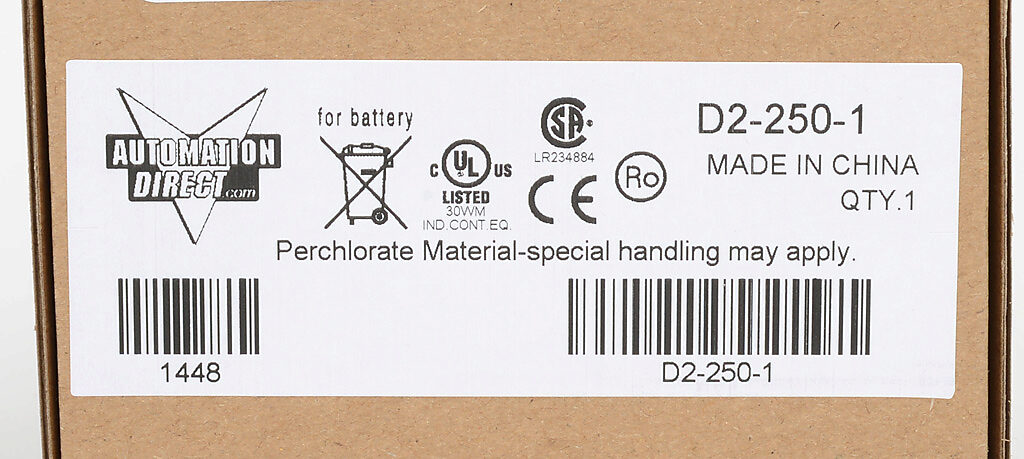 AUTOMATION
DIRECT.com
for battery
C UL US
LISTED
30WM
IND.CONT.EQ.
SA
LR234884
CE
Ro
D2-250-1
MADE IN CHINA
QTY.1
Perchlorate Material-special handling may apply.
1448
D2-250-1